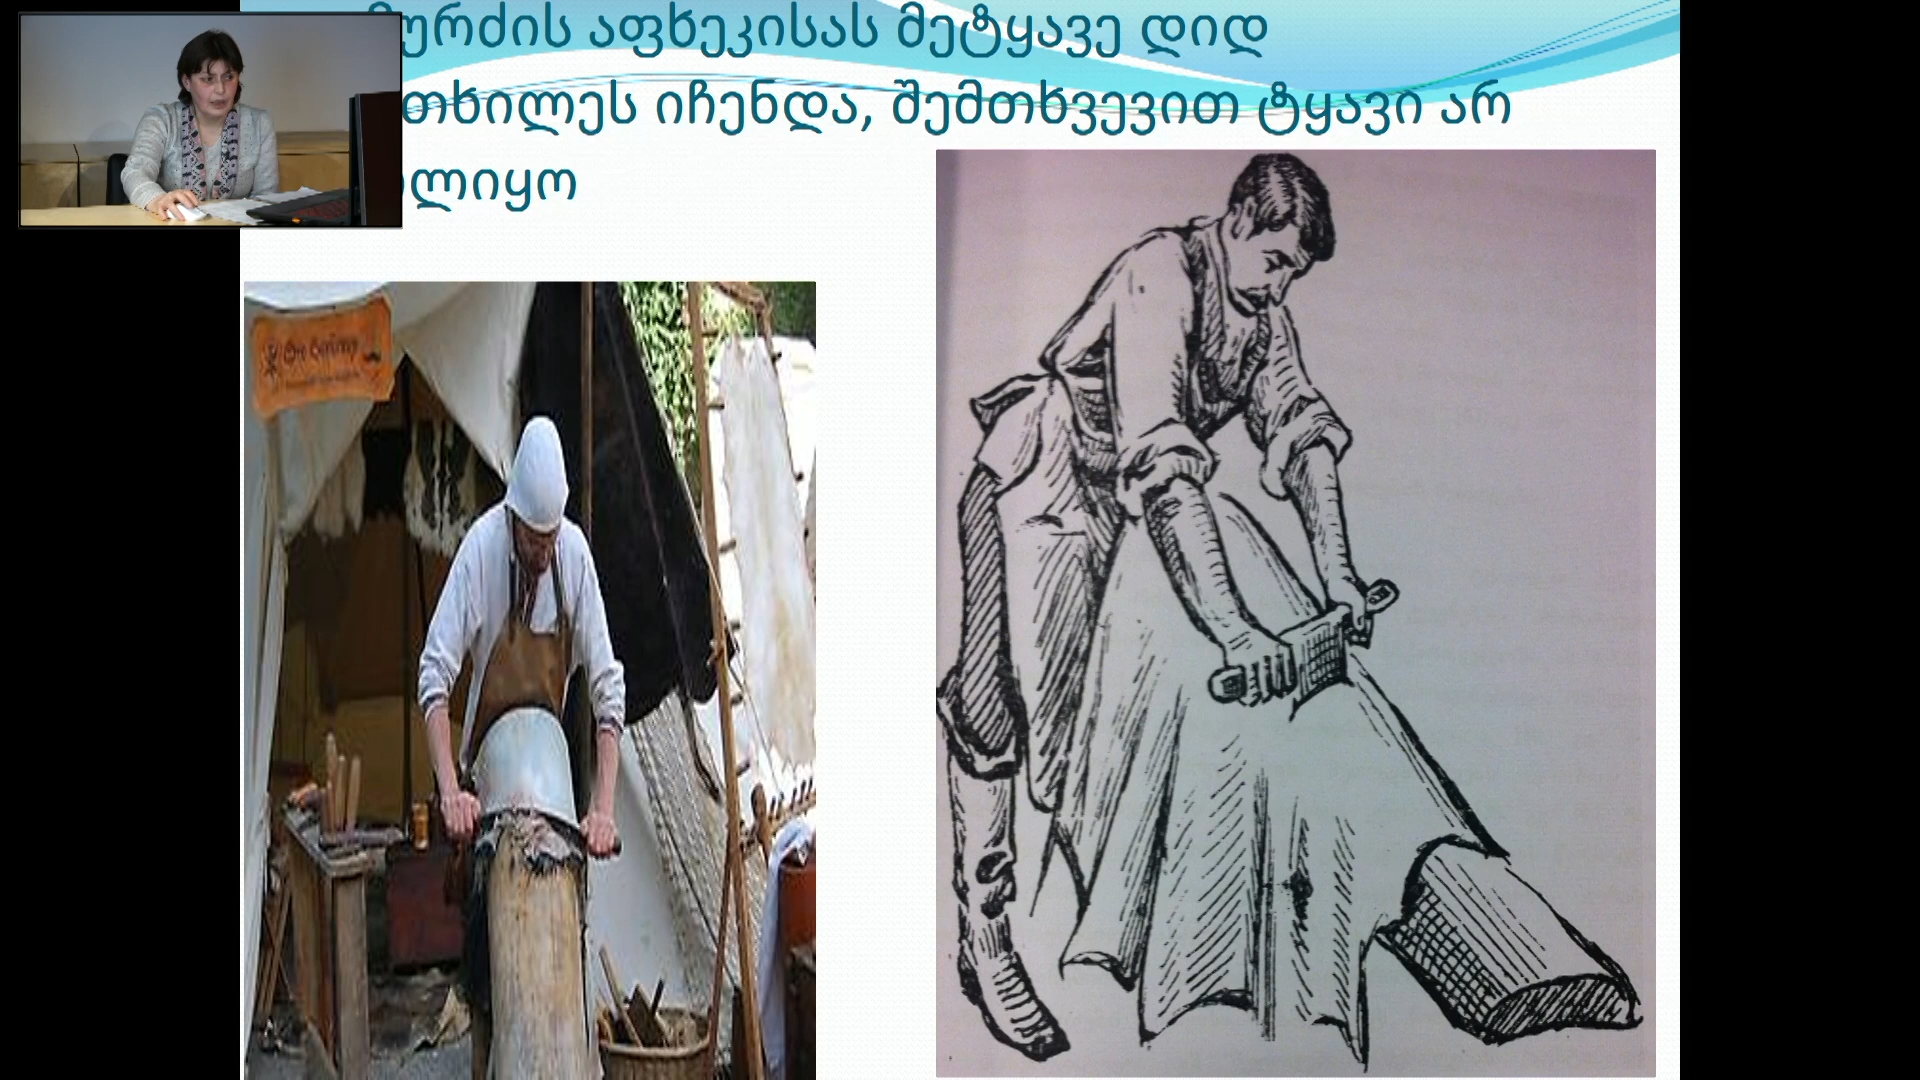 ურძის აფხეკისას მეტყავე დიდ
თხილეს იჩენდა, შემთხვევით ტყავი არ
ლიყო